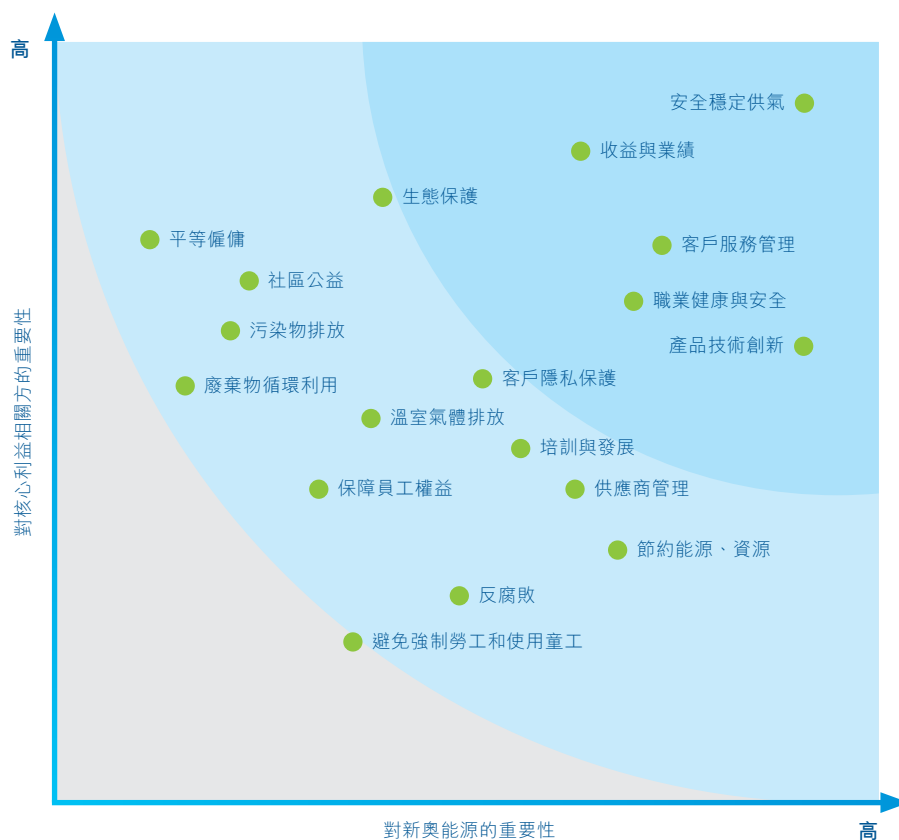 高
安全穩定供氣
收益與業績
生態保護
平等僱傭
客戶服務管理
社區公益
職業健康與安全
污染物排放
產品技術創新
客戶隱私保護
廢棄物循環利用
溫室氣體排放
培訓與發展
保障員工權益
供應商管理
節約能源、資源
反腐敗
避免強制勞工和使用童工
對核心利益相關方的重要性
對新奧能源的重要性
高